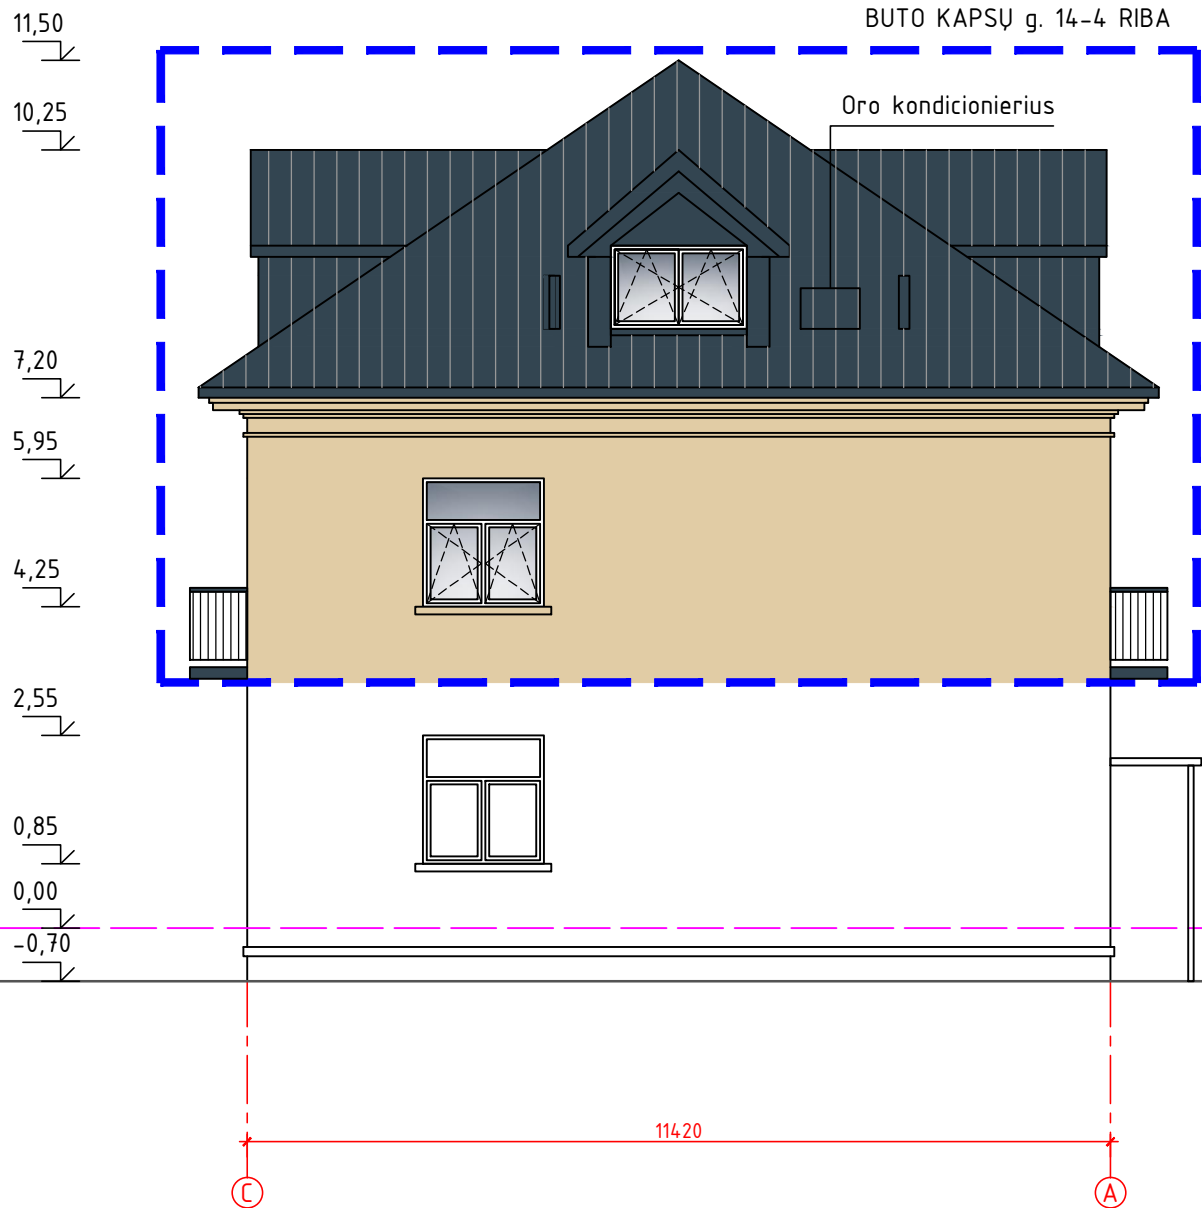 BUTO KAPSŲ g. 14-4 RIBA
11,50
Oro kondicionierius
10,25
7,20
5,95
4,25
2,55
0,85
0,00
-0,70
11420
C
A